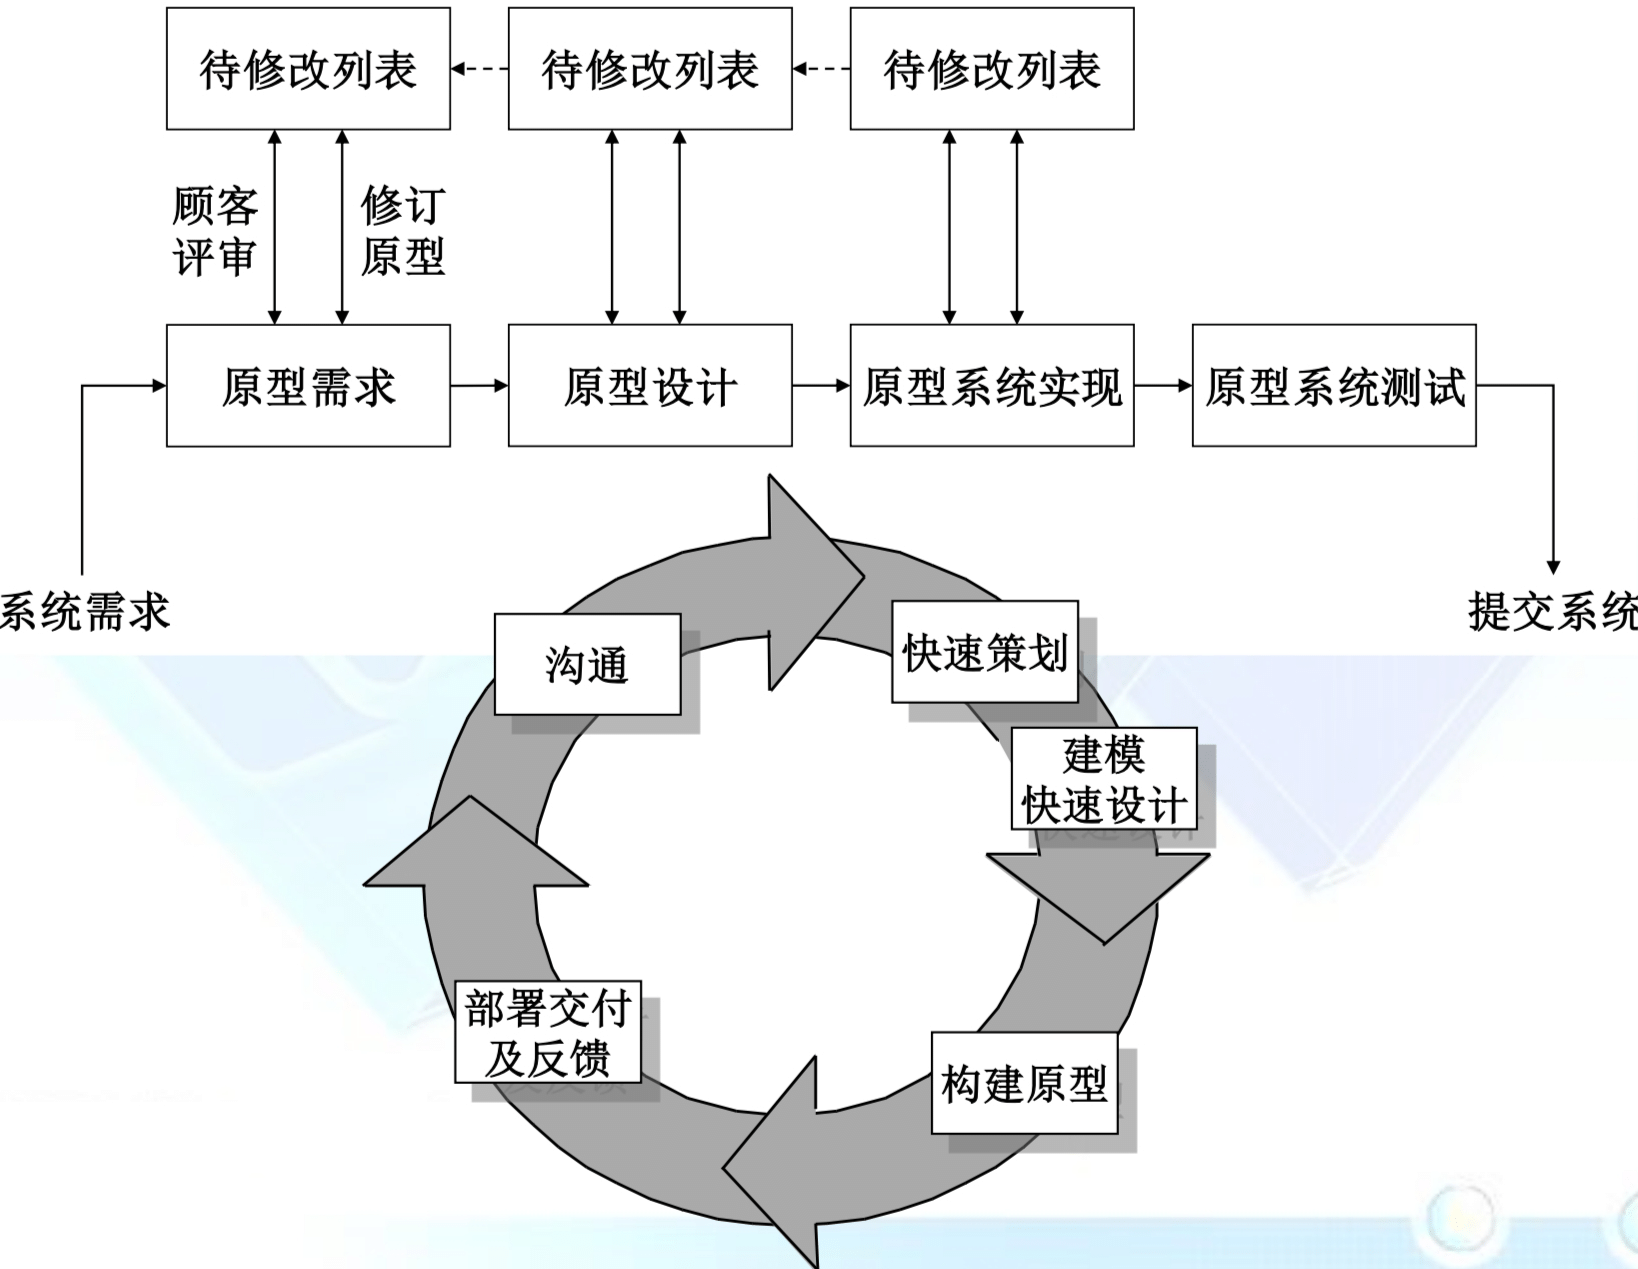 待修改列表
待修改列表
待修改列表
顾客
评审
修订
原型
原型需求
原型设计
原型系统实现
原型系统测试
系统需求
提交系统
沟通
快速策划
建模
快速设计
部署交付
及反馈
构建原型